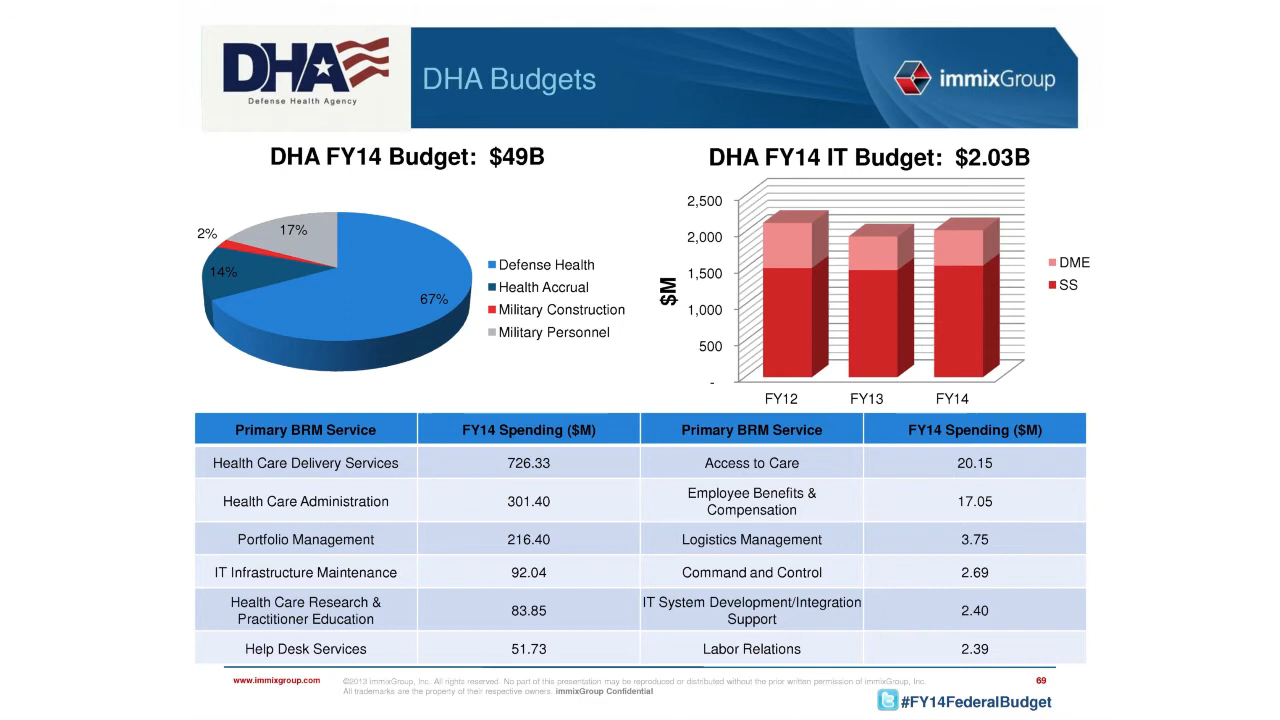 DHA
Defense Health Agency
DHA Budgets
immixGroup
DHA FY14 Budget: $49B
DHA FY14 IT Budget: $2.03B
2%
17%
14%
67%
Defense Health
Health Accrual
Military Construction
Military Personnel
$M
2,500
2,000
1,500
1,000
500
-
FY12
FY13
FY14
DME
SS
Primary BRM Service
FY14 Spending ($M)
Primary BRM Service
FY14 Spending ($M)
Health Care Delivery Services
726.33
Access to Care
20.15
Health Care Administration
301.40
Employee Benefits &
Compensation
17.05
Portfolio Management
216.40
Logistics Management
3.75
IT Infrastructure Maintenance
92.04
Command and Control
2.69
Health Care Research &
Practitioner Education
83.85
IT System Development/Integration
Support
2.40
Help Desk Services
51.73
Labor Relations
2.39
www.immixgroup.com
©2013 immixGroup, Inc. All rights reserved. No part of this presentation may be reproduced or distributed without the prior written permission of immixGroup, Inc.
All trademarks are the property of their respective owners. immixGroup Confidential
69
#FY14FederalBudget